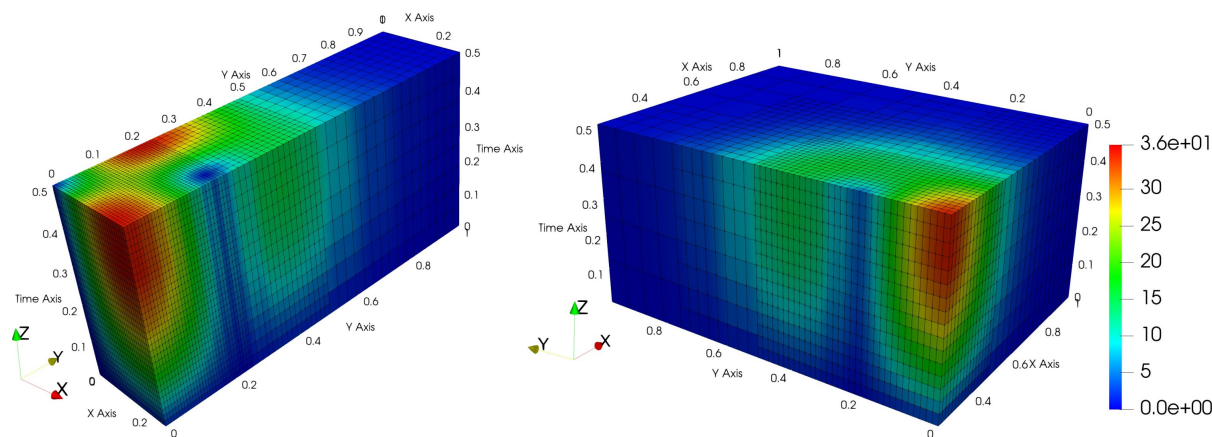 0 X Axis
0.9
0.8 0.2
0.7
Y Axis 0.6 0.5
0.5
0.4 0.4
0.3
0.2 Time Axis
0.1 0.2
0 0.1
0.5 0
0.4
0.8
0.3
0.6
Time Axis Y Axis
0.2
0.4
0.1
0
0.2
X Axis
0.2
0
Z
Y
X
1
0.8 0.8
X Axis Y Axis
0.6 0.6
0.4 0.4
0.2
0
0.5 0.5
0.4 0.4
0.3 0.3
Time Axis
0.2 0.2
0.1 0.1
0
0.8 0.8
0.6 0.6 X Axis
Y Axis
0.4 0.4
0.2
0
Z
Y X
3.6e+01
30
25
20
15
10
5
0.0e+00